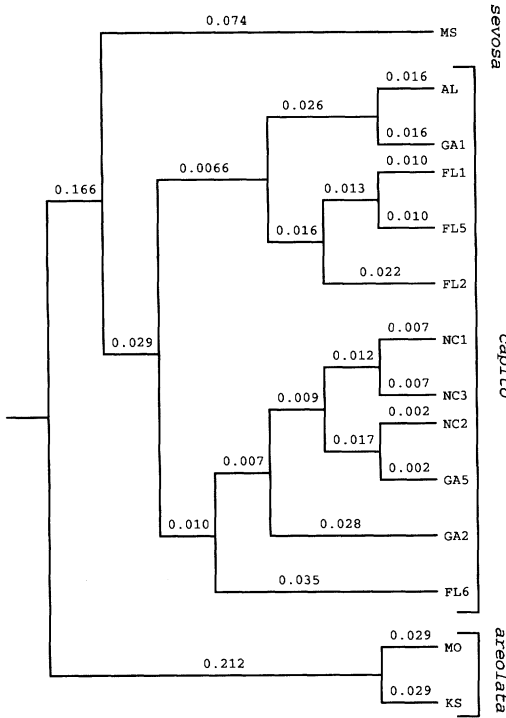 sevosa
0.074
MS
0.016
AL
0.026
0.016
GA1
0.010
FL1
0.0066
0.013
0.166
0.010
FL5
0.016
0.022
FL2
0.007
NC1
0.029
0.012
capito
0.007
NC3
0.009
0.002
NC2
0.017
0.007
0.002
GA5
0.010
0.028
GA2
0.035
FL6
0.029
MO
areolata
0.212
0.029
KS